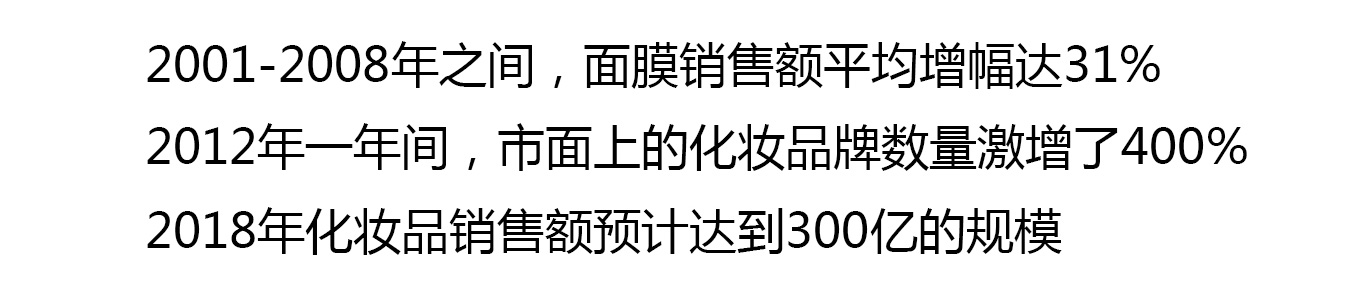 2001-2008年之间，面膜销售额平均增幅达31%
2012年一年间，市面上的化妆品牌数量激增了400%
2018年化妆品销售额预计达到300亿的规模